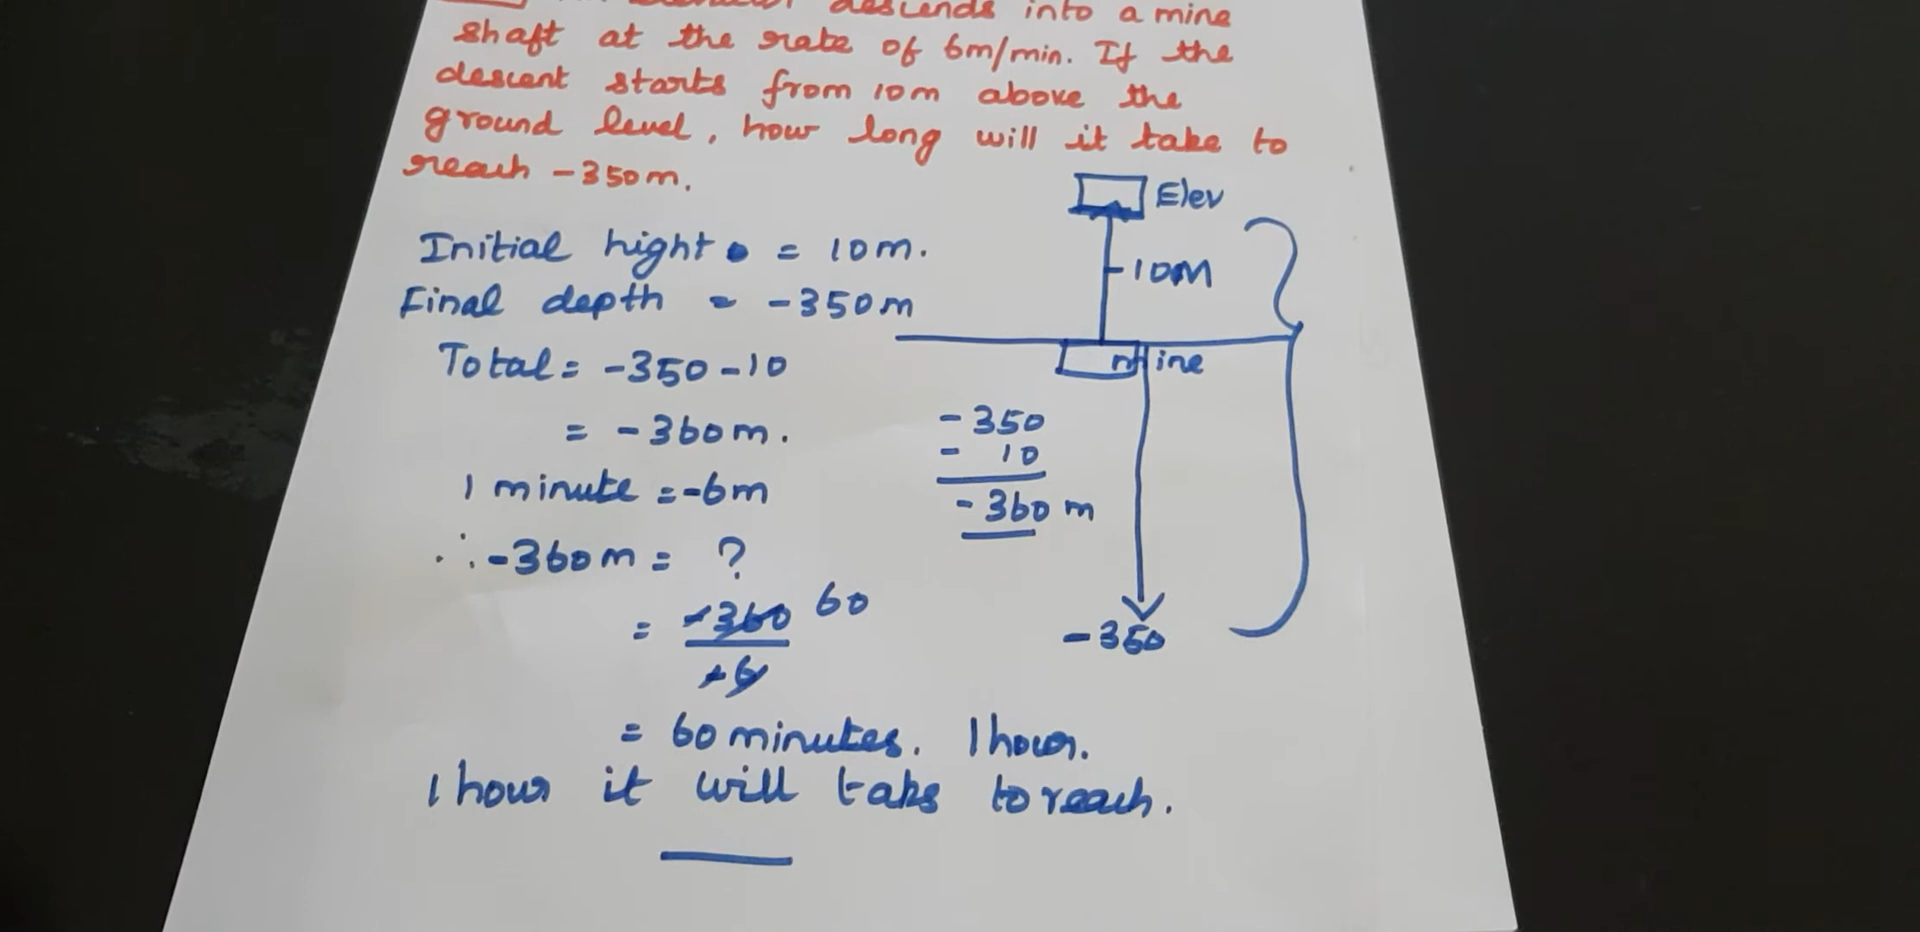 descends into a mine
shaft at the rate of 6m/min. If the
descent starts from 10m above the
ground level, how long will it take to
reach -350m.
Elev
Initial hight = 10m.
10M
Final depth = -350m
Mine
Total = -350-10
= -360m.
-350
- 10
-360 m
1 minute = -6m
∴ -360m = ?
= -360 60
-6
-350
= 60 minutes. 1 hour.
1 hour it will take to reach.